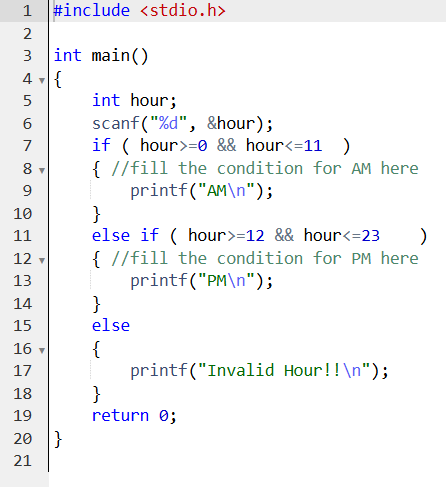 1 #include <stdio.h>
2
3 int main()
4 {
5     int hour;
6     scanf("%d", &hour);
7     if ( hour>=0 && hour<=11  )
8     { //fill the condition for AM here
9         printf("AM\n");
10     }
11     else if ( hour>=12 && hour<=23    )
12     { //fill the condition for PM here
13         printf("PM\n");
14     }
15     else
16     {
17         printf("Invalid Hour!!\n");
18     }
19     return 0;
20 }
21